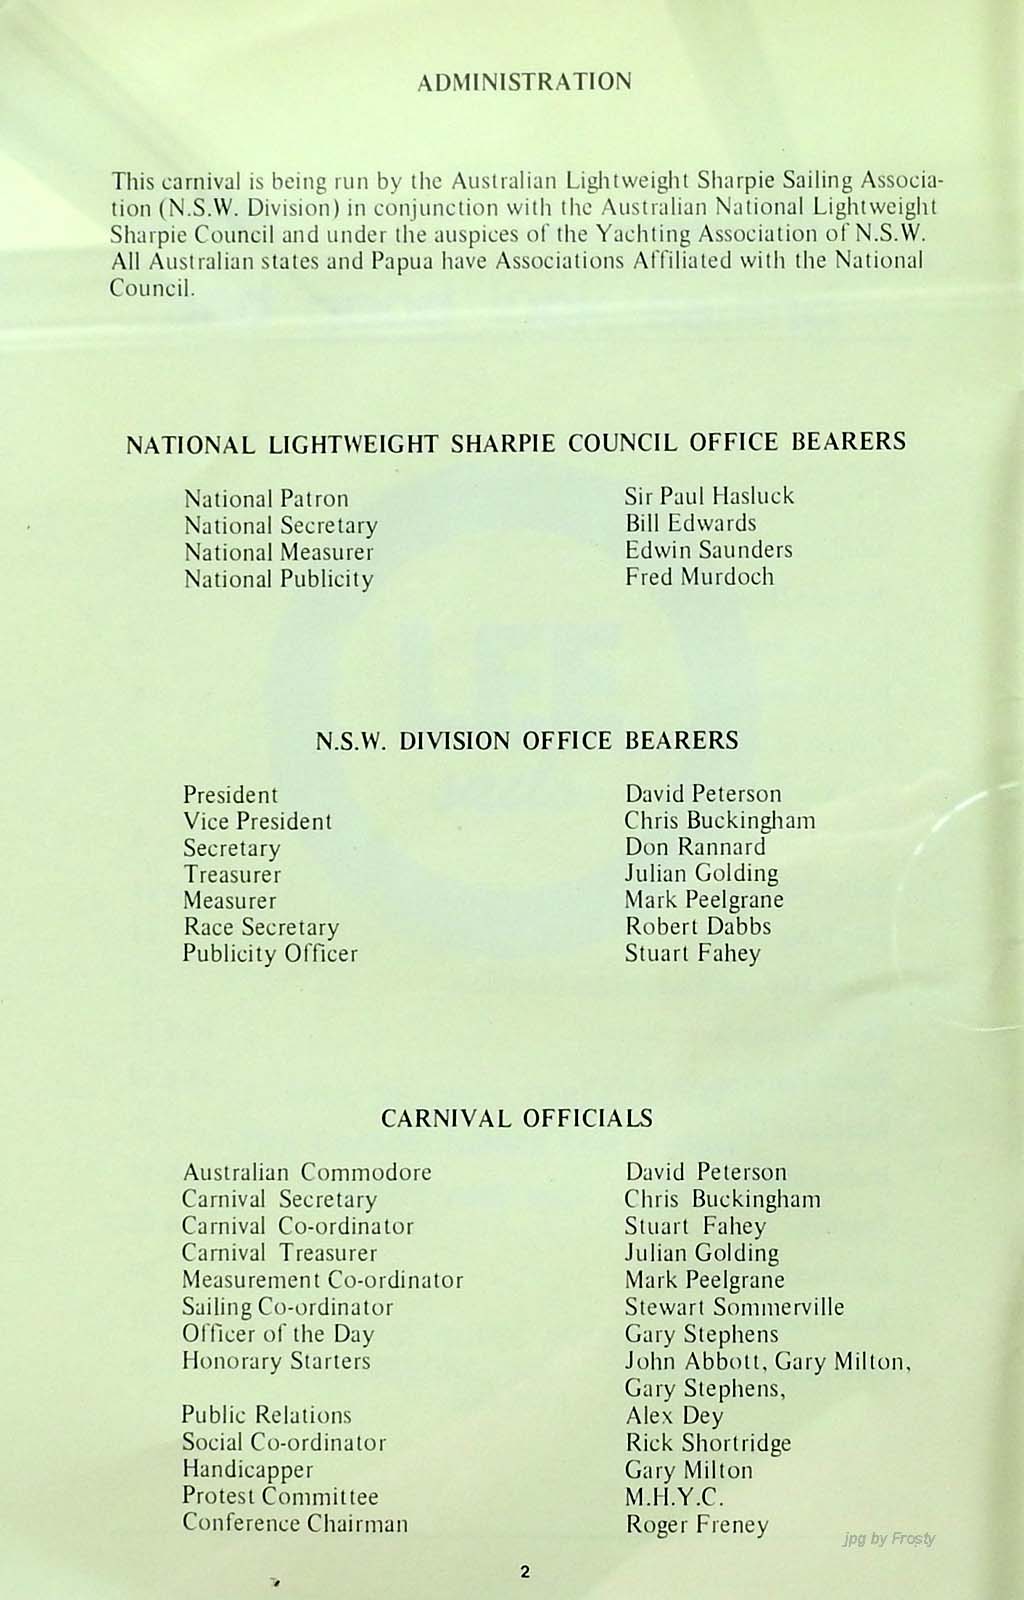 ADMINISTRATION
This carnival is being run by the Australian Lightweight Sharpie Sailing Associa-
tion (N.S.W. Division) in conjunction with the Australian National Lightweight
Sharpie Council and under the auspices of the Yachting Association of N.S.W.
All Australian states and Papua have Associations Affiliated with the National
Council.
NATIONAL LIGHTWEIGHT SHARPIE COUNCIL OFFICE BEARERS
National Patron Sir Paul Hasluck
National Secretary Bill Edwards
National Measurer Edwin Saunders
National Publicity Fred Murdoch
N.S.W. DIVISION OFFICE BEARERS
President David Peterson
Vice President Chris Buckingham
Secretary Don Rannard
Treasurer Julian Golding
Measurer Mark Peelgrane
Race Secretary Robert Dabbs
Publicity Officer Stuart Fahey
CARNIVAL OFFICIALS
Australian Commodore David Peterson
Carnival Secretary Chris Buckingham
Carnival Co-ordinator Stuart Fahey
Carnival Treasurer Julian Golding
Measurement Co-ordinator Mark Peelgrane
Sailing Co-ordinator Stewart Sommerville
Officer of the Day Gary Stephens
Honorary Starters John Abbott, Gary Milton,
Gary Stephens,
Public Relations Alex Dey
Social Co-ordinator Rick Shortridge
Handicapper Gary Milton
Protest Committee M.H.Y.C.
Conference Chairman Roger Freney
jpg by Frosty
2